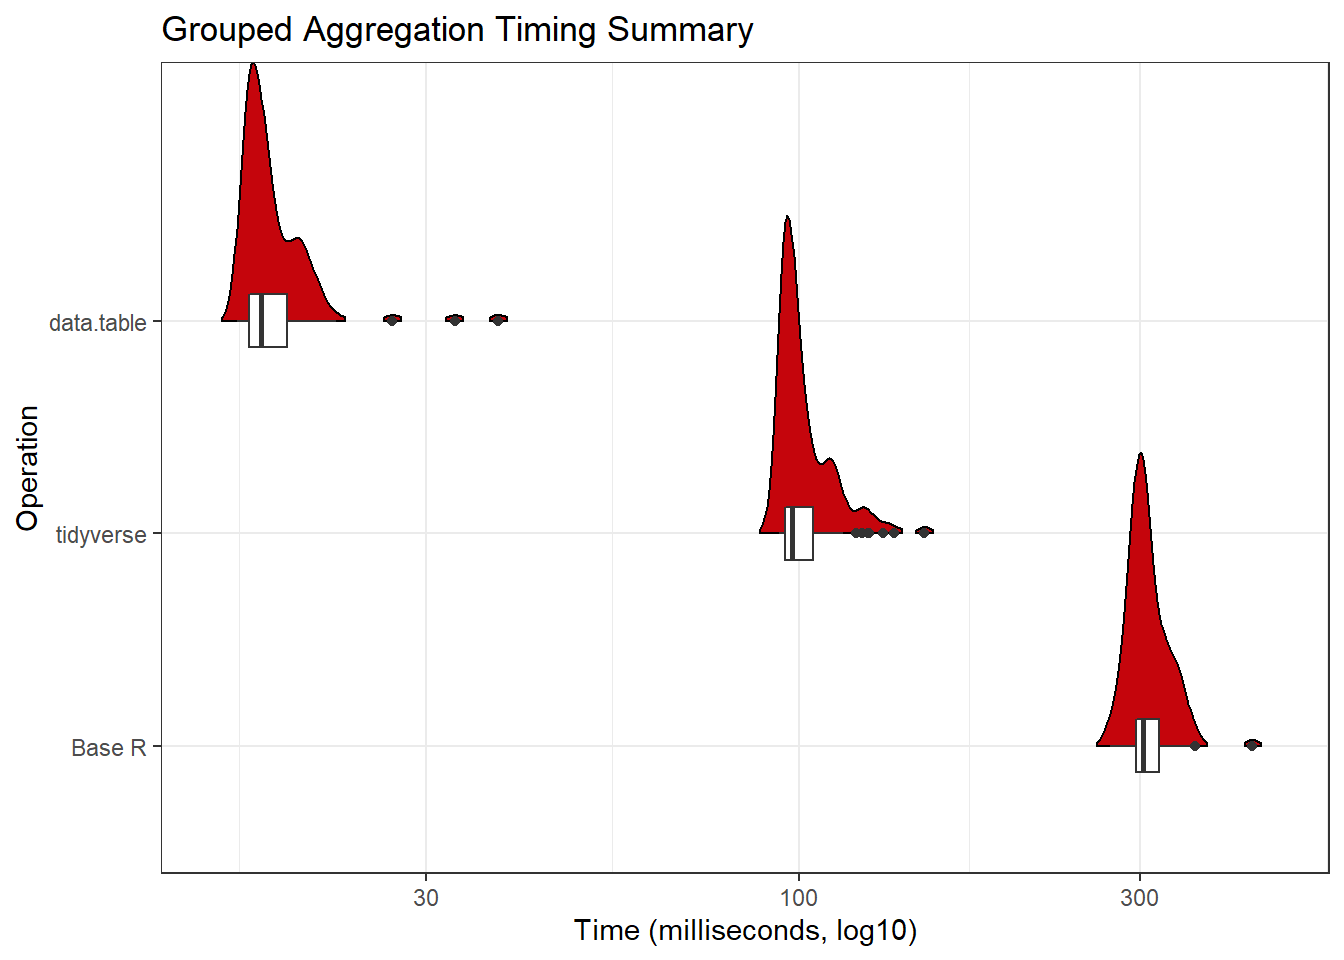 Grouped Aggregation Timing Summary
Operation
data.table
tidyverse
Base R
30
100
300
Time (milliseconds, log10)